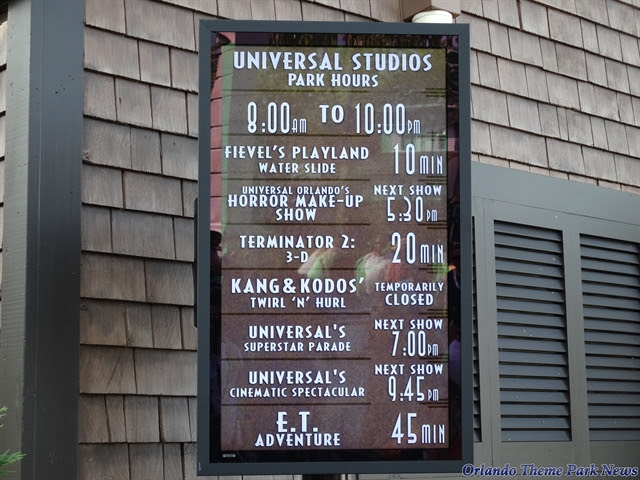 UNIVERSAL STUDIOS
PARK HOURS
8:00AM TO 10:00PM
FIEVEL'S PLAYLAND
WATER SLIDE
10 MIN
UNIVERSAL ORLANDO'S
HORROR MAKE-UP
SHOW
NEXT SHOW
5:30PM
TERMINATOR 2:
3-D
20 MIN
KANG & KODOS'
TWIRL 'N' HURL
TEMPORARILY
CLOSED
UNIVERSAL'S
SUPERSTAR PARADE
NEXT SHOW
7:00PM
UNIVERSAL'S
CINEMATIC SPECTACULAR
NEXT SHOW
9:45PM
E.T.
ADVENTURE
45 MIN
Orlando Theme Park News